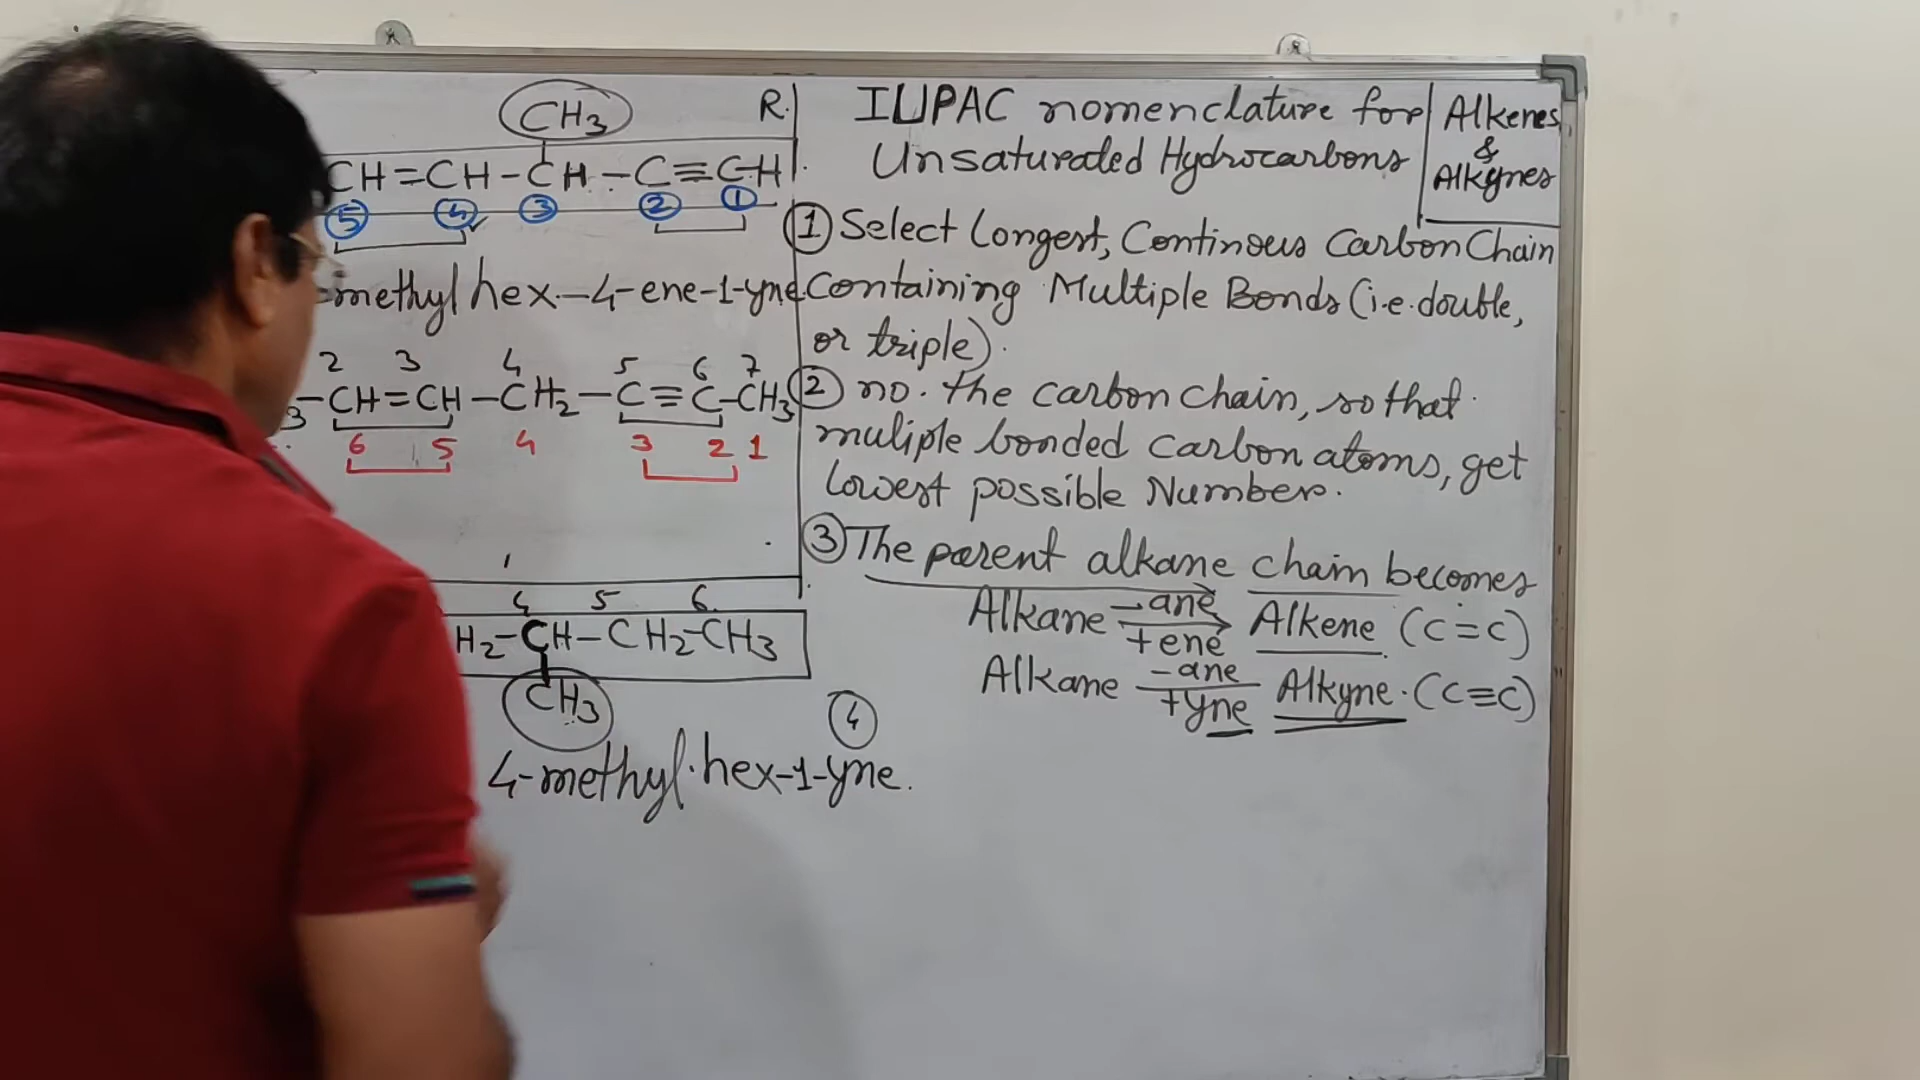 CH3
R.
CH=CH-CH-C≡C-H
5 4 3 2 1
-methyl hex-4-ene-1-yne
2 3 4 5 6 7
3-CH=CH-CH2-C≡C-CH3
6 5 4 3 2 1
4 5 6
H2-CH-CH2-CH3
CH3
4
4-methyl hex-1-yne.
IUPAC nomenclature for
Unsaturated Hydrocarbons
Alkenes
&
Alkynes
① Select Longest, Continous Carbon Chain
Containing Multiple Bonds (i.e. double,
or triple).
② no. the carbon chain, so that
muliple bonded carbon atoms, get
lowest possible Number.
③ The parent alkane chain becomes
Alkane -ane +ene Alkene (C=C)
Alkane -ane +yne Alkyne. (C≡C)